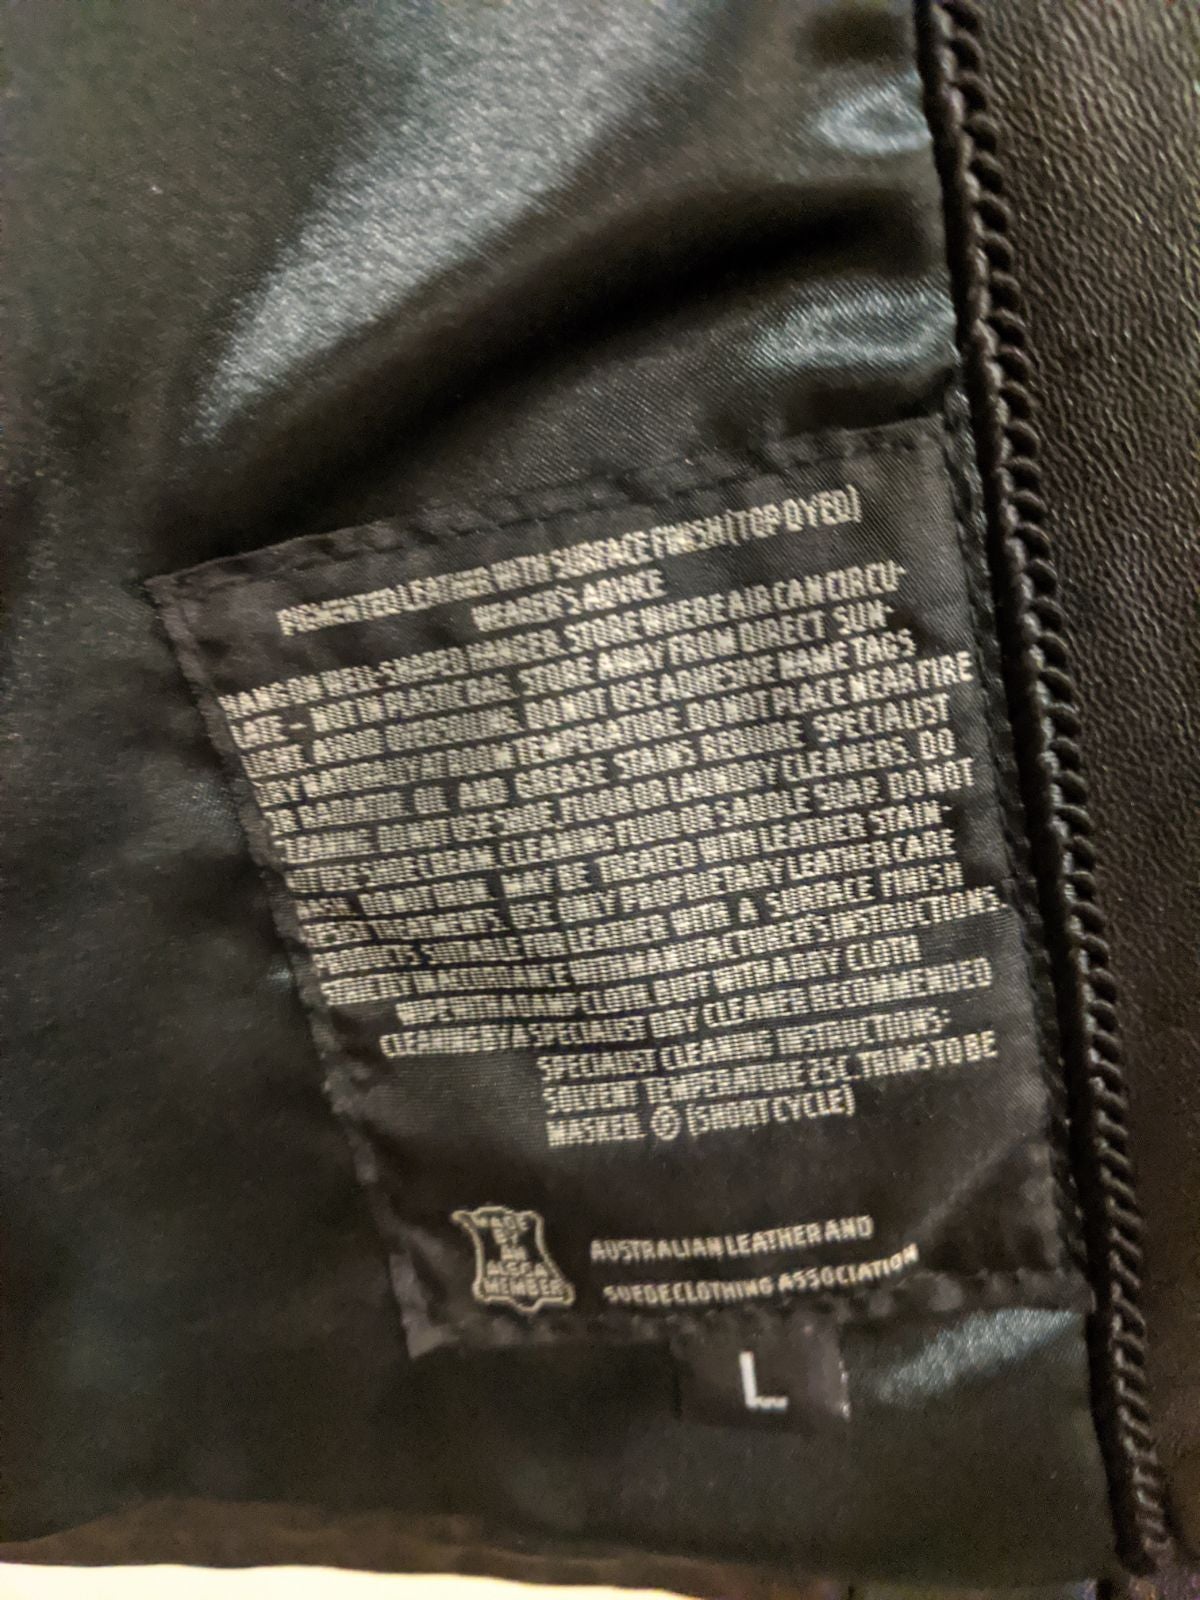 PIGMENTED LEATHER WITH SURFACE FINISH (TOP DYED)
WEARER'S ADVICE
HANG ON WELL-SHAPED HANGER. STORE WHERE AIR CAN CIRCU-
LATE - NOT IN PLASTIC BAG. STORE AWAY FROM DIRECT SUN-
LIGHT. AVOID DO NOT USE ADHESIVE NAME TAGS
DRY NATURALLY ROOM TEMPERATURE. DO NOT PLACE NEAR FIRE
OR RADIATOR. OIL AND GREASE STAINS REQUIRE SPECIALIST
CLEANING. DO NOT USE SHOE FLUIDS OR LAUNDRY CLEANERS. DO
NOT USE SHOE CREAM CLEANING FLUID OR SADDLE SOAP. DO NOT
WASH. DO NOT IRON. MAY BE TREATED WITH LEATHER STAIN-
TREATMENTS. USE ONLY PROPRIETARY LEATHER CARE
PRODUCTS SUITABLE FOR LEATHER WITH A SURFACE FINISH
STRICTLY IN ACCORDANCE WITH MANUFACTURER'S INSTRUCTIONS
WIPE WITH DAMP CLOTH. BUFF WITH A DRY CLOTH
CLEANING BY A SPECIALIST DRY CLEANER RECOMMENDED
SPECIALIST CLEANING INSTRUCTIONS-
SOLVENT TEMPERATURE 25C. TRIMS TO BE
MASKED. (SHORT CYCLE)
MADE
BY
AN
ALSCA
MEMBER
AUSTRALIAN LEATHER AND
SUEDE CLOTHING ASSOCIATION
L